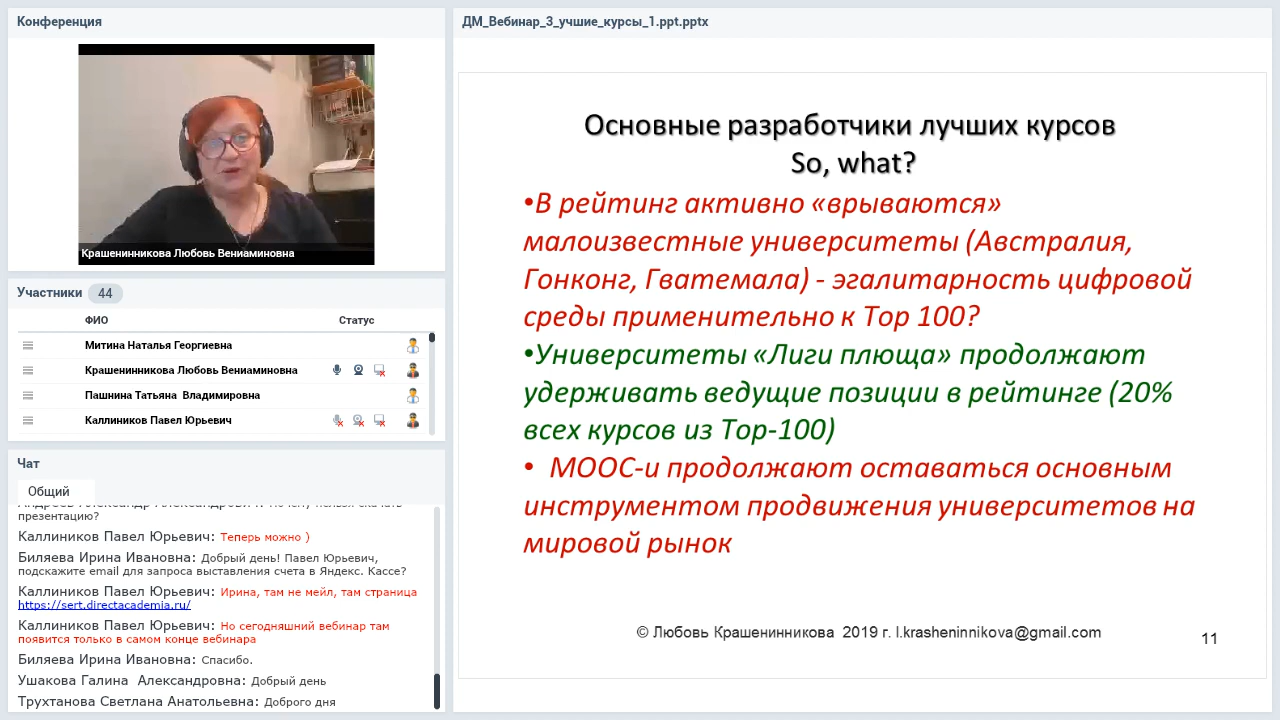 Конференция
Крашенинникова Любовь Вениаминовна
Участники 44
ФИО Статус
Митина Наталья Георгиевна
Крашенинникова Любовь Вениаминовна
Пашнина Татьяна Владимировна
Каллиников Павел Юрьевич
Чат
Общий
презентацию?
Каллиников Павел Юрьевич: Теперь можно )
Биляева Ирина Ивановна: Добрый день! Павел Юрьевич,
подскажите email для запроса выставления счета в Яндекс. Кассе?
Каллиников Павел Юрьевич: Ирина, там не мейл, там страница
https://sert.directacademia.ru/
Каллиников Павел Юрьевич: Но сегодняшний вебинар там
появится только в самом конце вебинара
Биляева Ирина Ивановна: Спасибо.
Ушакова Галина Александровна: Добрый день
Трухтанова Светлана Анатольевна: Доброго дня
ДМ_Вебинар_3_учшие_курсы_1.ppt.pptx
Основные разработчики лучших курсов
So, what?
•В рейтинг активно «врываются»
малоизвестные университеты (Австралия,
Гонконг, Гватемала) - эгалитарность цифровой
среды применительно к Top 100?
•Университеты «Лиги плюща» продолжают
удерживать ведущие позиции в рейтинге (20%
всех курсов из Top-100)
• МООС-и продолжают оставаться основным
инструментом продвижения университетов на
мировой рынок
© Любовь Крашенинникова 2019 г. l.krasheninnikova@gmail.com
11